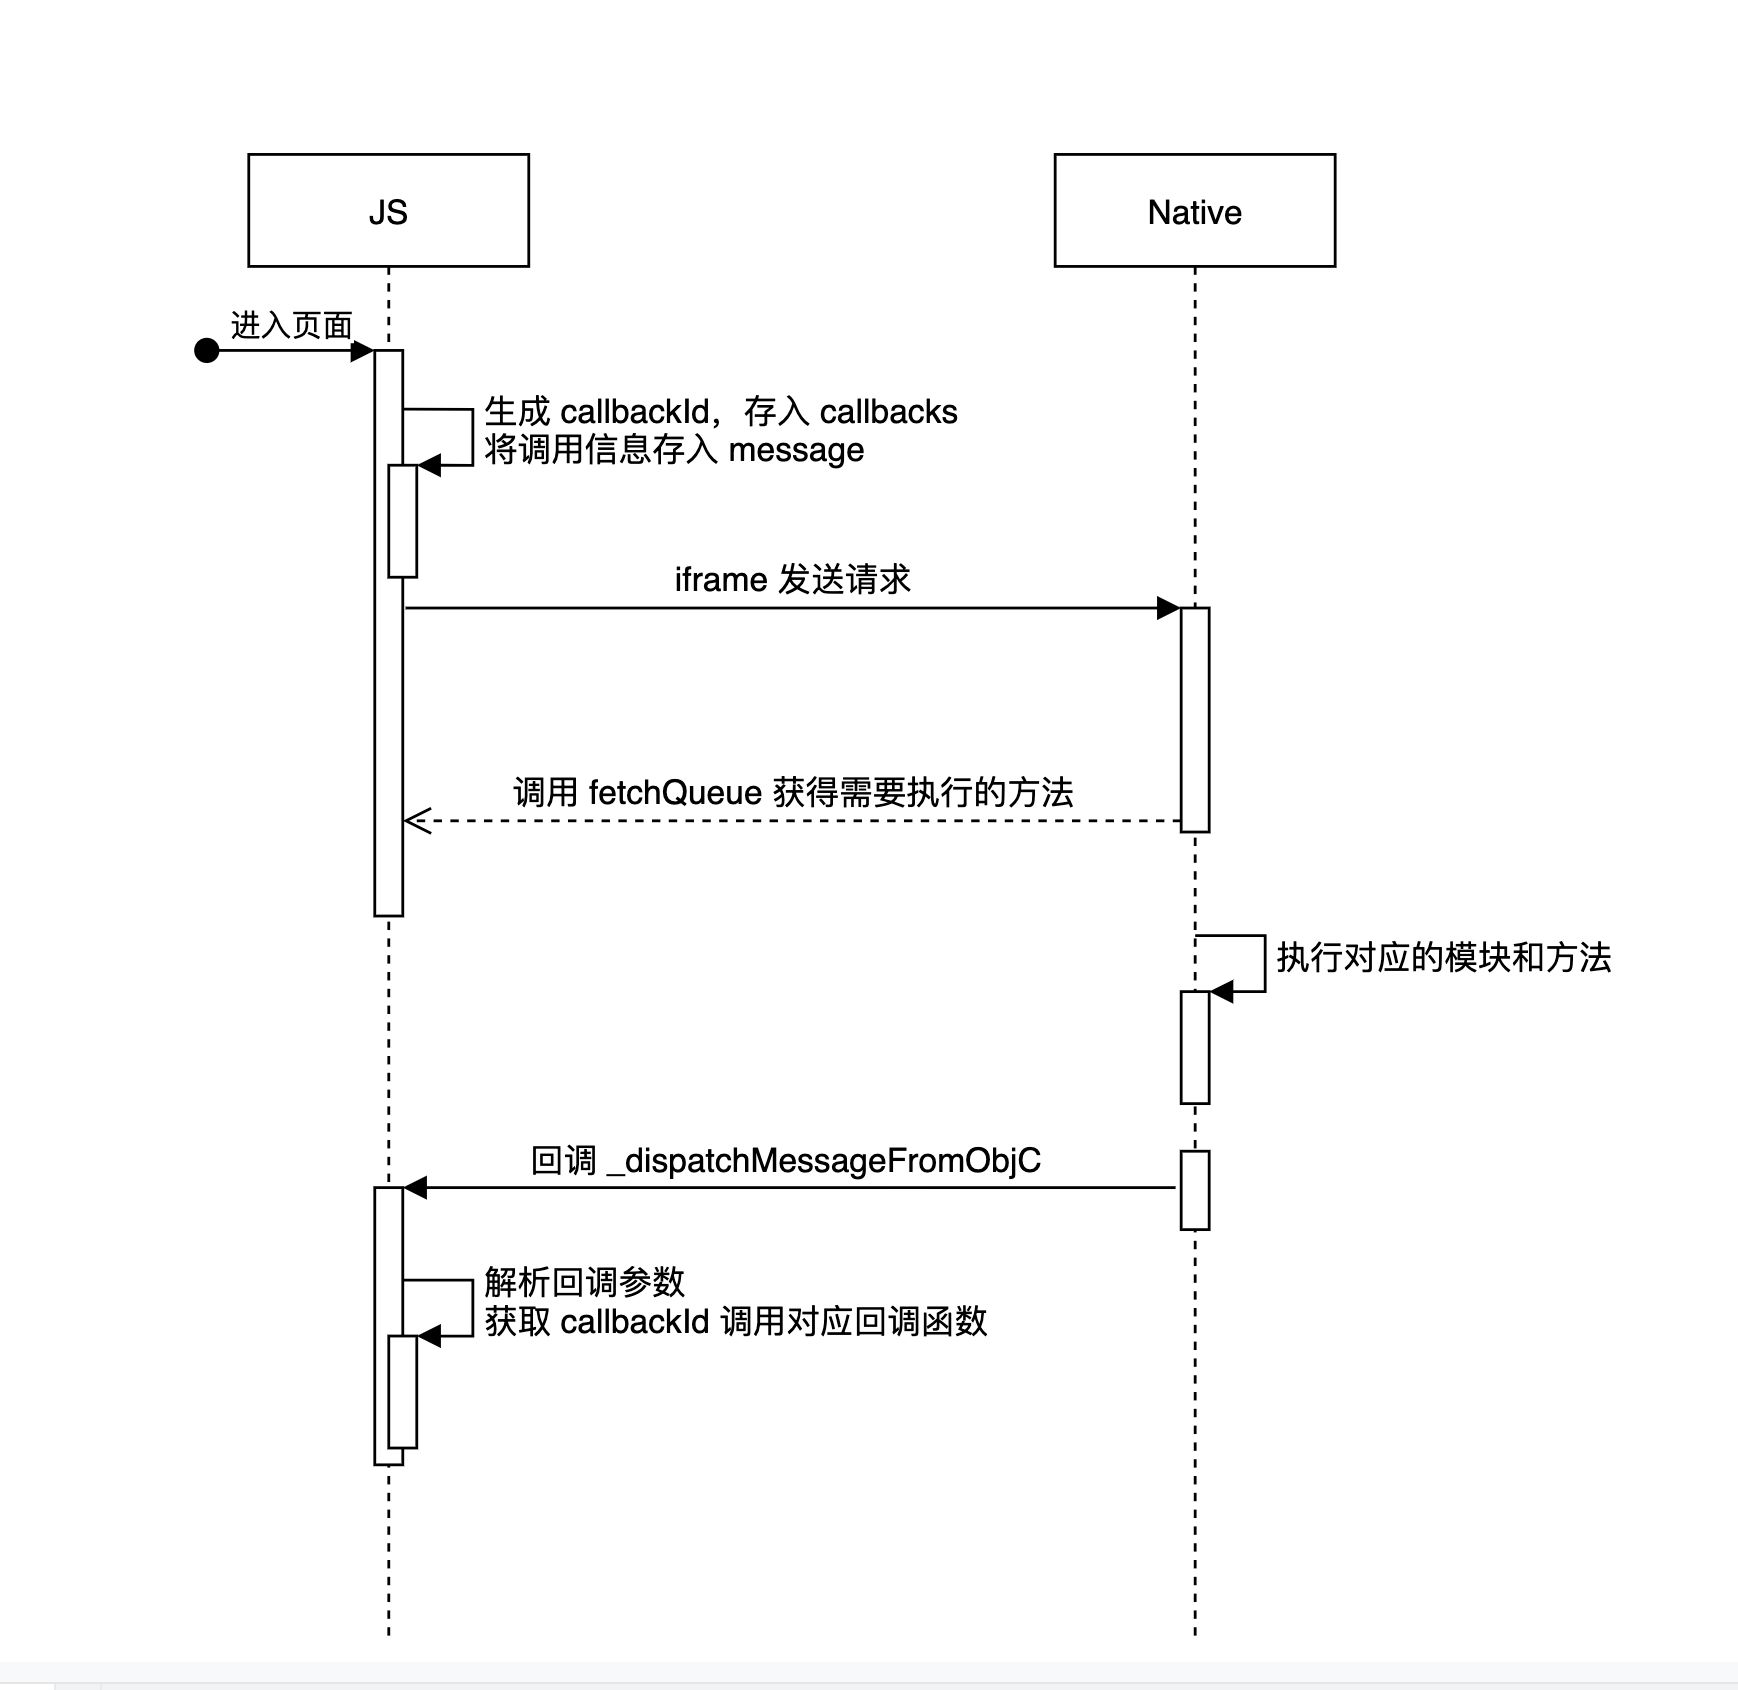 JS
Native
进入页面
生成 callbackId，存入 callbacks
将调用信息存入 message
iframe 发送请求
调用 fetchQueue 获得需要执行的方法
执行对应的模块和方法
回调 _dispatchMessageFromObjC
解析回调参数
获取 callbackId 调用对应回调函数